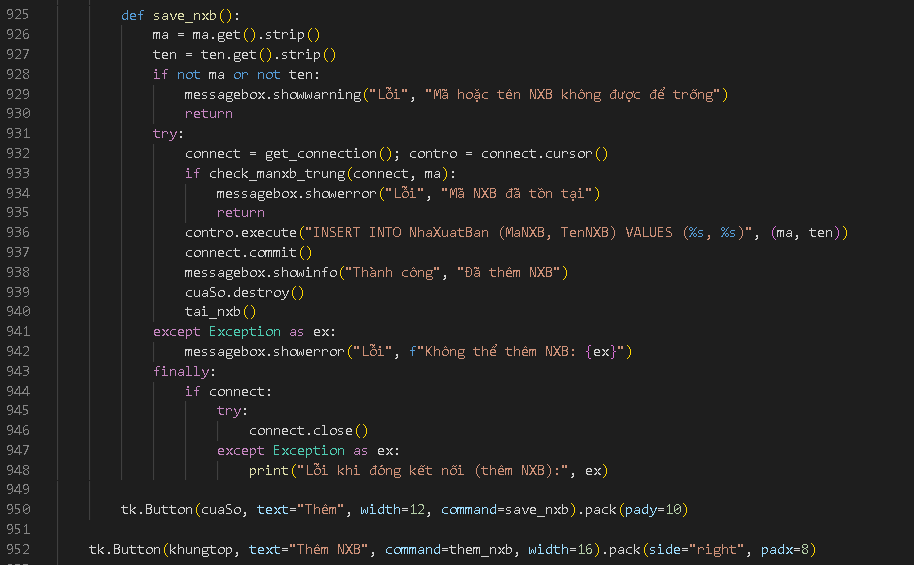 925 def save_nxb():
926 ma = ma.get().strip()
927 ten = ten.get().strip()
928 if not ma or not ten:
929 messagebox.showwarning("Lỗi", "Mã hoặc tên NXB không được để trống")
930 return
931 try:
932 connect = get_connection(); contro = connect.cursor()
933 if check_manxb_trung(connect, ma):
934 messagebox.showerror("Lỗi", "Mã NXB đã tồn tại")
935 return
936 contro.execute("INSERT INTO NhaXuatBan (MaNXB, TenNXB) VALUES (%s, %s)", (ma, ten))
937 connect.commit()
938 messagebox.showinfo("Thành công", "Đã thêm NXB")
939 cuaSo.destroy()
940 tai_nxb()
941 except Exception as ex:
942 messagebox.showerror("Lỗi", f"Không thể thêm NXB: {ex}")
943 finally:
944 if connect:
945 try:
946 connect.close()
947 except Exception as ex:
948 print("Lỗi khi đóng kết nối (thêm NXB):", ex)
949
950 tk.Button(cuaSo, text="Thêm", width=12, command=save_nxb).pack(pady=10)
951
952 tk.Button(khungtop, text="Thêm NXB", command=them_nxb, width=16).pack(side="right", padx=8)